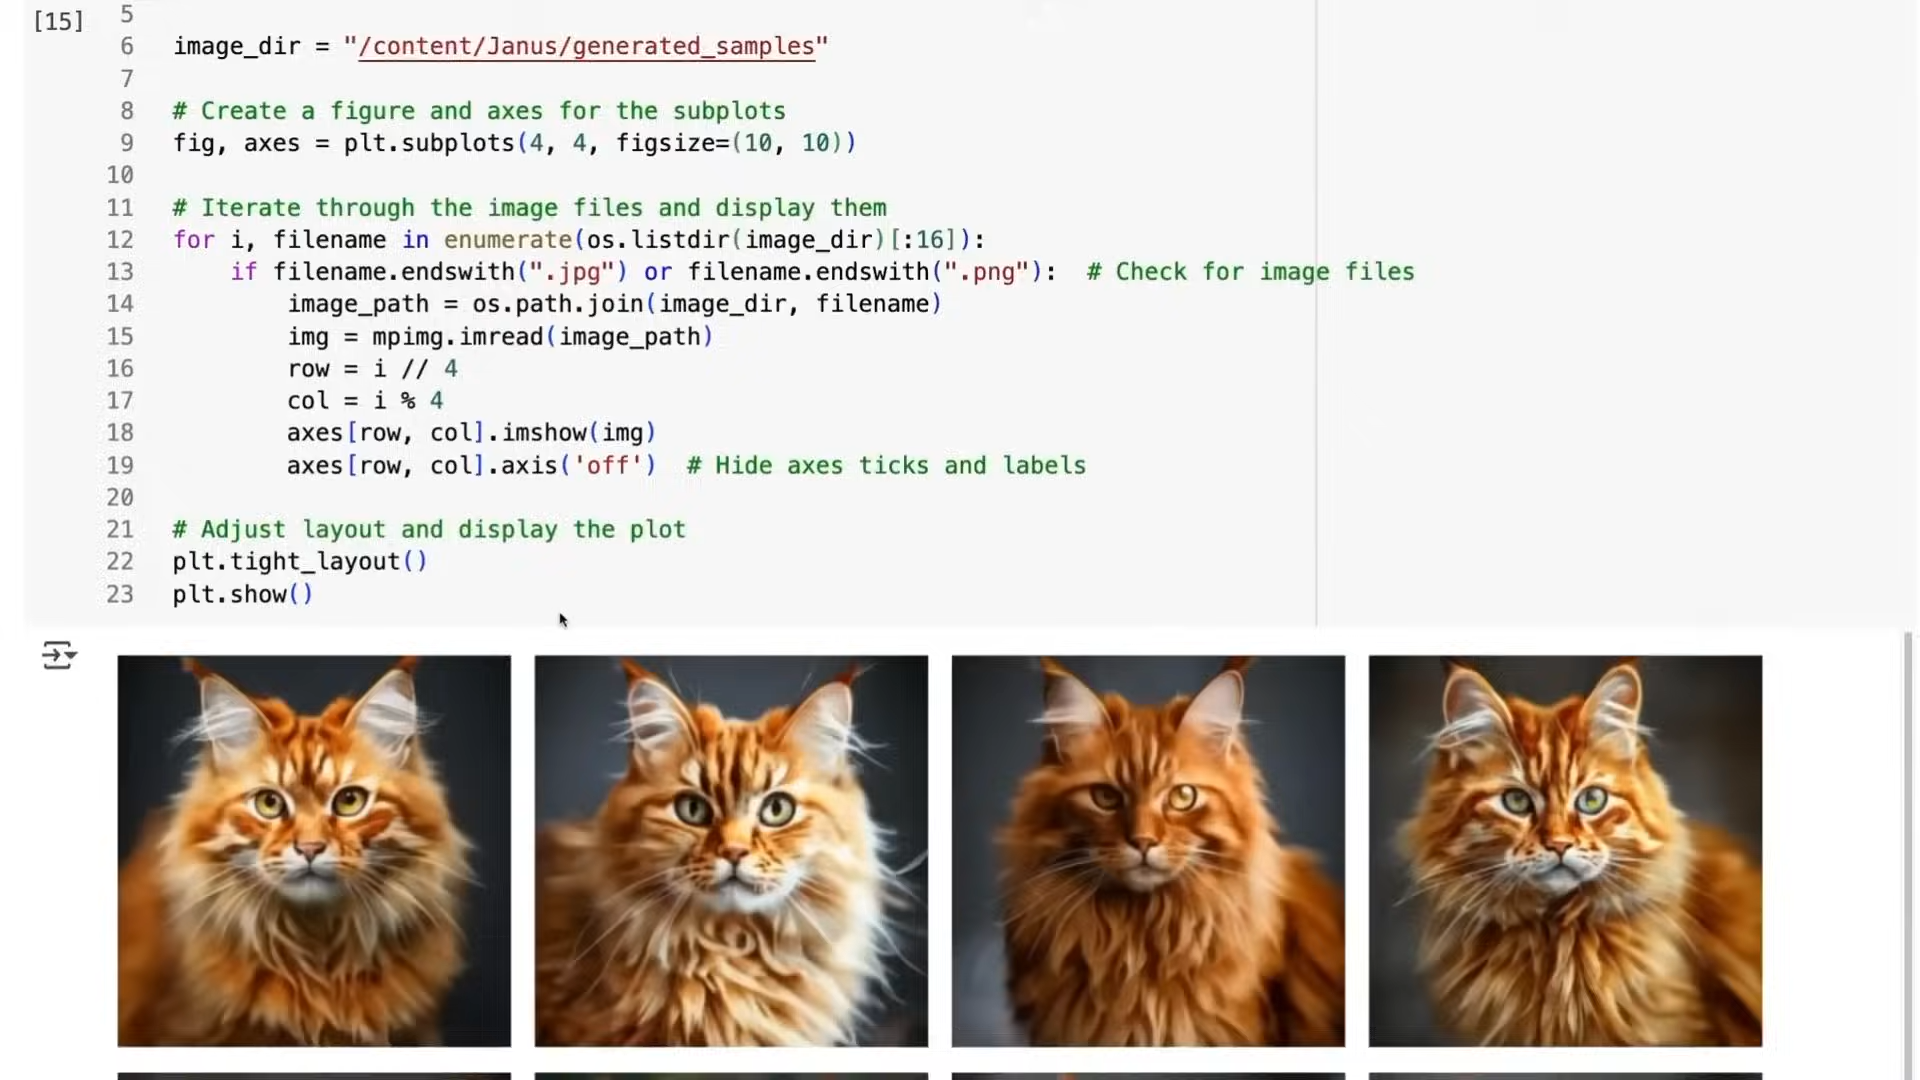 [15]
5
6 image_dir = "/content/Janus/generated_samples"
7
8 # Create a figure and axes for the subplots
9 fig, axes = plt.subplots(4, 4, figsize=(10, 10))
10
11 # Iterate through the image files and display them
12 for i, filename in enumerate(os.listdir(image_dir)[:16]):
13     if filename.endswith(".jpg") or filename.endswith(".png"):  # Check for image files
14         image_path = os.path.join(image_dir, filename)
15         img = mpimg.imread(image_path)
16         row = i // 4
17         col = i % 4
18         axes[row, col].imshow(img)
19         axes[row, col].axis('off')  # Hide axes ticks and labels
20
21 # Adjust layout and display the plot
22 plt.tight_layout()
23 plt.show()